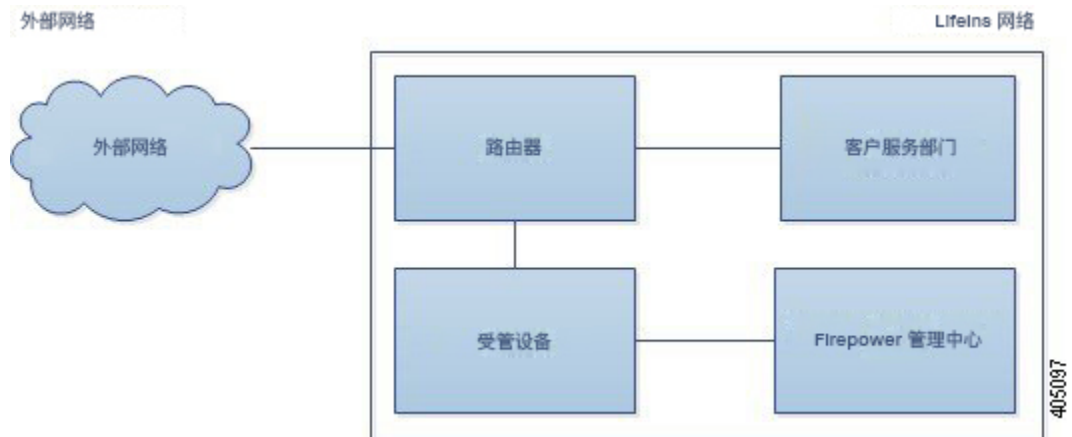 外部网络
LifeIns 网络
外部网络
路由器
客户服务部门
受管设备
Firepower 管理中心
405097